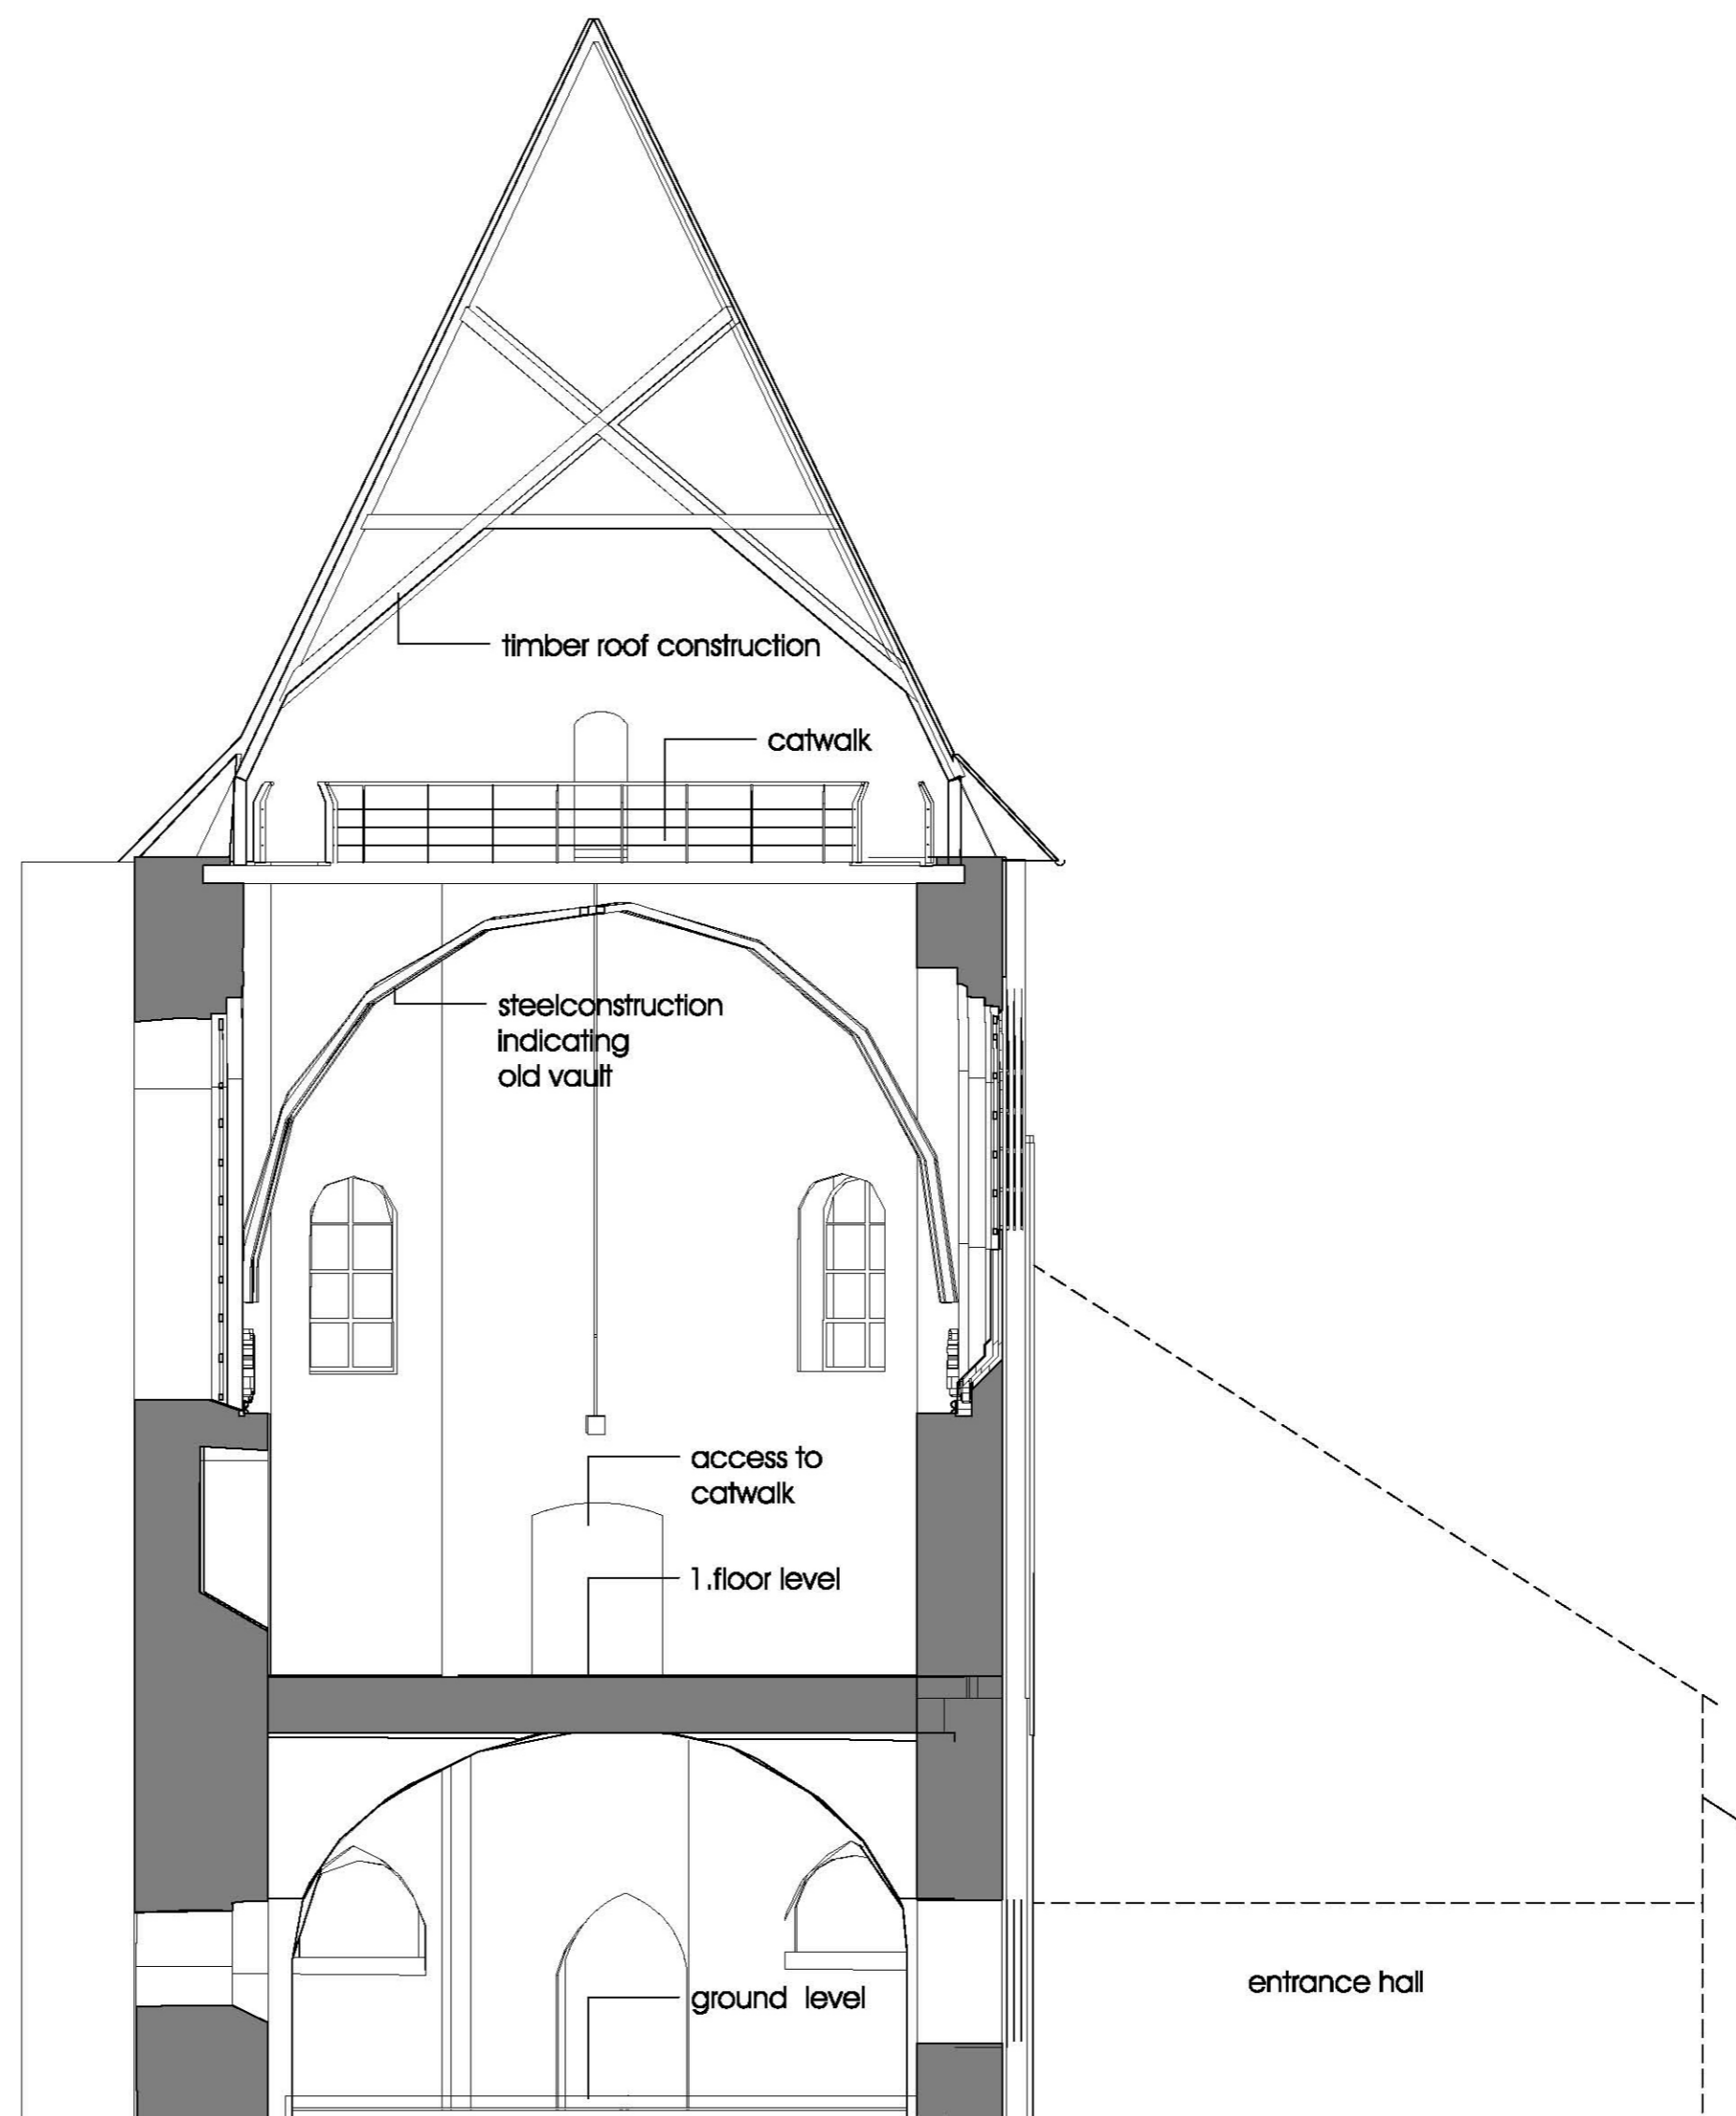 timber roof construction
catwalk
steelconstruction
indicating
old vault
access to
catwalk
1.floor level
entrance hall
ground level